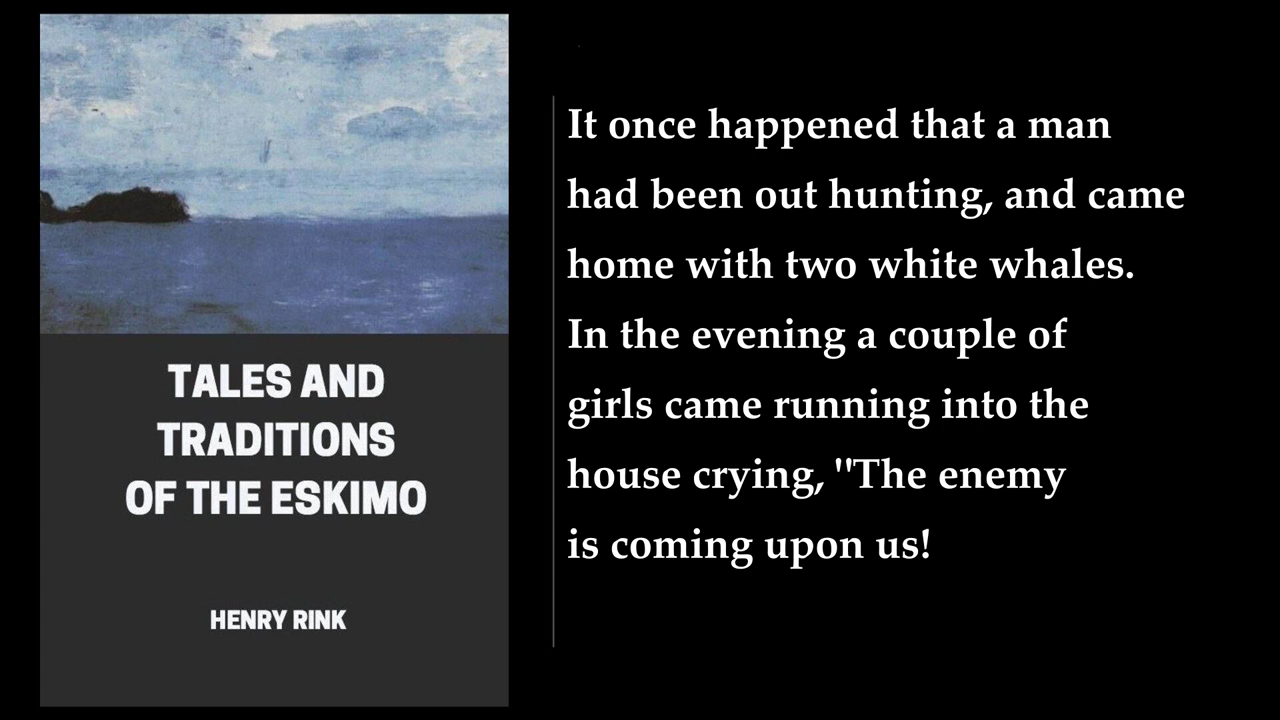 TALES AND
TRADITIONS
OF THE ESKIMO
HENRY RINK
It once happened that a man
had been out hunting, and came
home with two white whales.
In the evening a couple of
girls came running into the
house crying, "The enemy
is coming upon us!